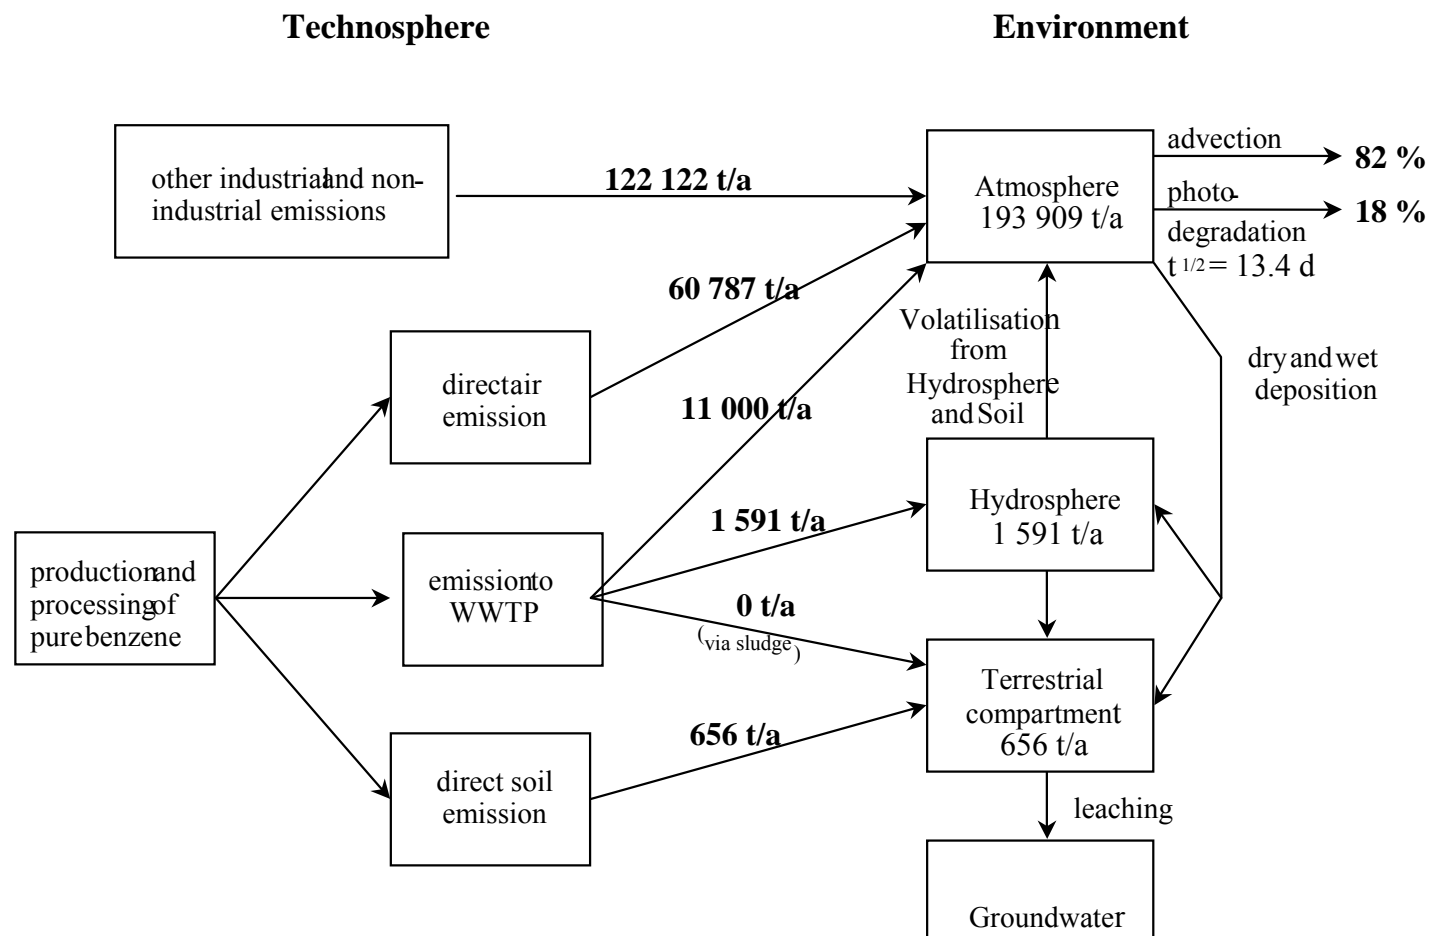 Technosphere
Environment
other industrial and non-
industrial emissions
122 122 t/a
Atmosphere
193 909 t/a
advection
82 %
photo-
18 %
degradation
t 1/2 = 13.4 d
60 787 t/a
Volatilisation
from
Hydrosphere
and Soil
dry and wet
deposition
direct air
emission
11 000 t/a
Hydrosphere
1 591 t/a
1 591 t/a
production and
processing of
pure benzene
emission to
WWTP
0 t/a
(via sludge)
Terrestrial
compartment
656 t/a
656 t/a
direct soil
emission
leaching
Groundwater